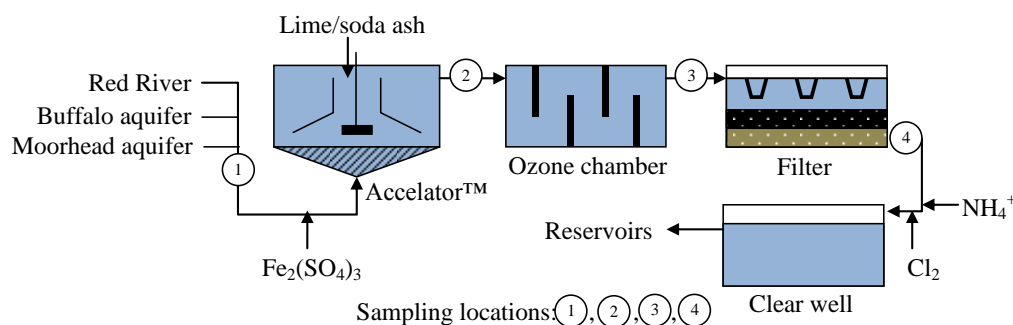 Lime/soda ash
Red River
Buffalo aquifer
Moorhead aquifer
1
2
3
4
Accelator™
Ozone chamber
Filter
Fe₂(SO₄)₃
NH₄⁺
Cl₂
Reservoirs
Clear well
Sampling locations: 1, 2, 3, 4